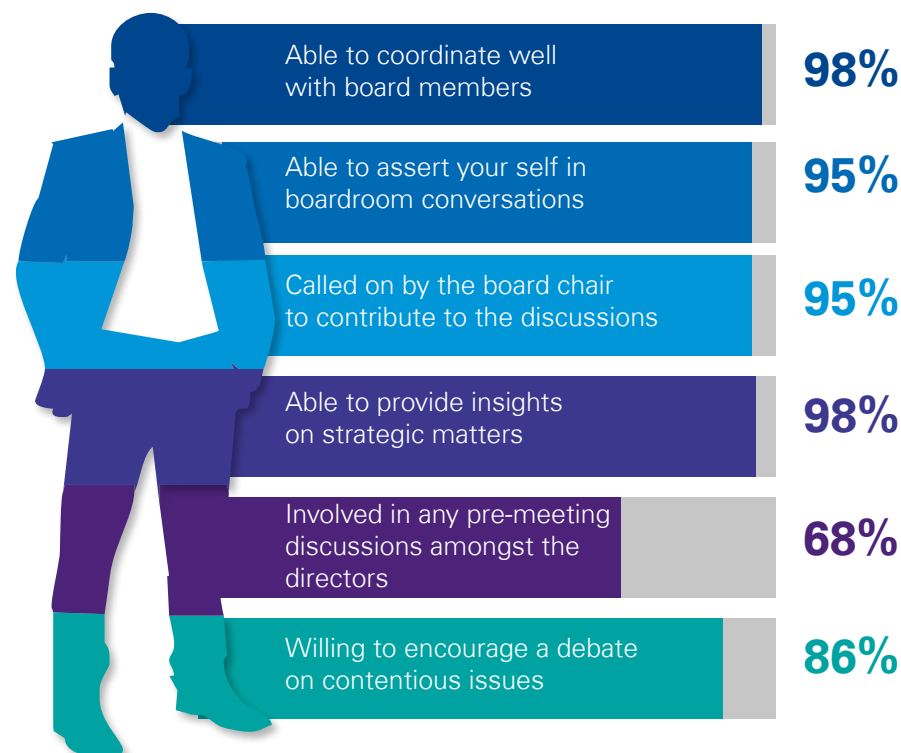 Able to coordinate well
with board members
98%
Able to assert your self in
boardroom conversations
95%
Called on by the board chair
to contribute to the discussions
95%
Able to provide insights
on strategic matters
98%
Involved in any pre-meeting
discussions amongst the
directors
68%
Willing to encourage a debate
on contentious issues
86%